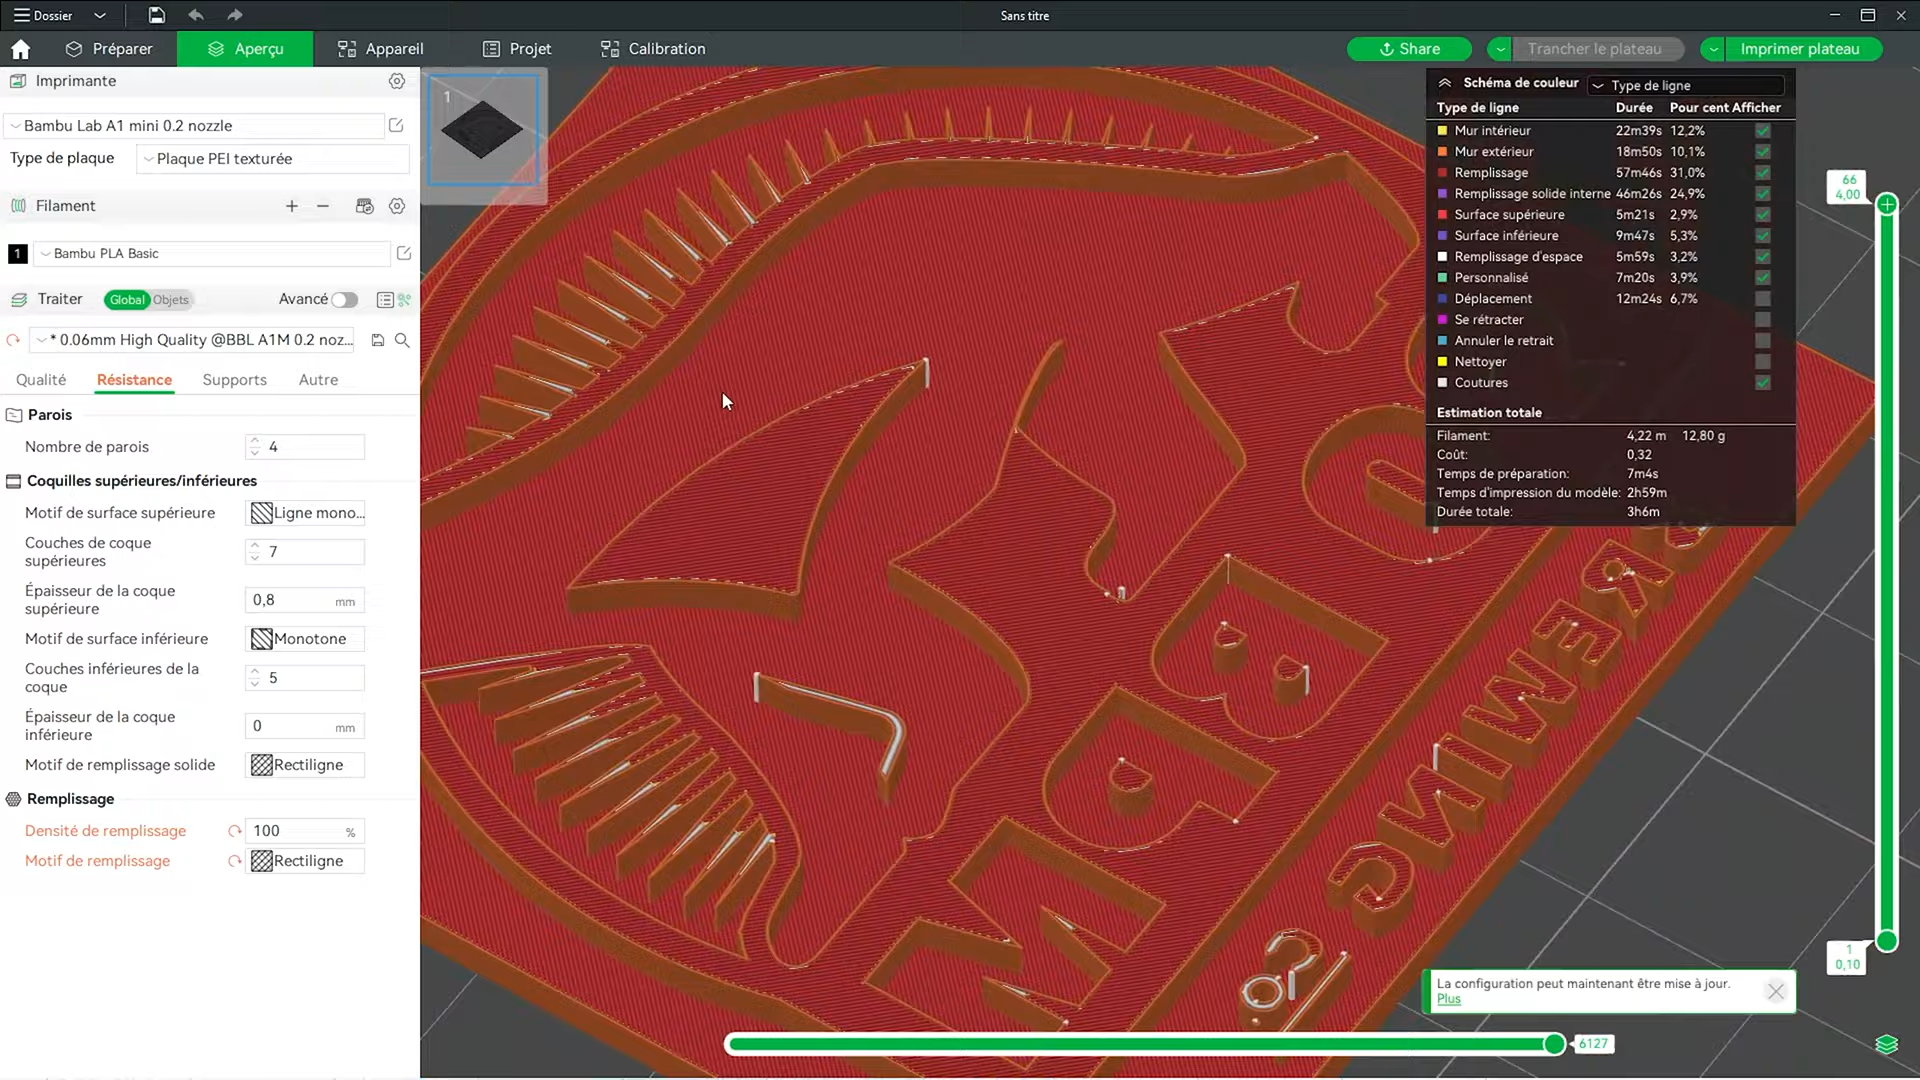 Dossier
Sans titre
Préparer
Aperçu
Appareil
Projet
Calibration
Share
Trancher le plateau
Imprimer plateau
Imprimante
Bambu Lab A1 mini 0.2 nozzle
Type de plaque
Plaque PEI texturée
Filament
1
Bambu PLA Basic
Traiter
Global
Objets
Avancé
* 0.06mm High Quality @BBL A1M 0.2 noz...
Qualité
Résistance
Supports
Autre
Parois
Nombre de parois
4
Coquilles supérieures/inférieures
Motif de surface supérieure
Ligne mono...
Couches de coque
supérieures
7
Épaisseur de la coque
supérieure
0,8 mm
Motif de surface inférieure
Monotone
Couches inférieures de la
coque
5
Épaisseur de la coque
inférieure
0 mm
Motif de remplissage solide
Rectiligne
Remplissage
Densité de remplissage
100 %
Motif de remplissage
Rectiligne
1
Schéma de couleur
Type de ligne
Type de ligne Durée Pour cent Afficher
Mur intérieur 22m39s 12,2%
Mur extérieur 18m50s 10,1%
Remplissage 57m46s 31,0%
Remplissage solide interne 46m26s 24,9%
Surface supérieure 5m21s 2,9%
Surface inférieure 9m47s 5,3%
Remplissage d'espace 5m59s 3,2%
Personnalisé 7m20s 3,9%
Déplacement 12m24s 6,7%
Se rétracter
Annuler le retrait
Nettoyer
Coutures
Estimation totale
Filament: 4,22 m 12,80 g
Coût: 0,32
Temps de préparation: 7m4s
Temps d'impression du modèle: 2h59m
Durée totale: 3h6m
66
4,00
1
0,10
La configuration peut maintenant être mise à jour.
Plus
6127